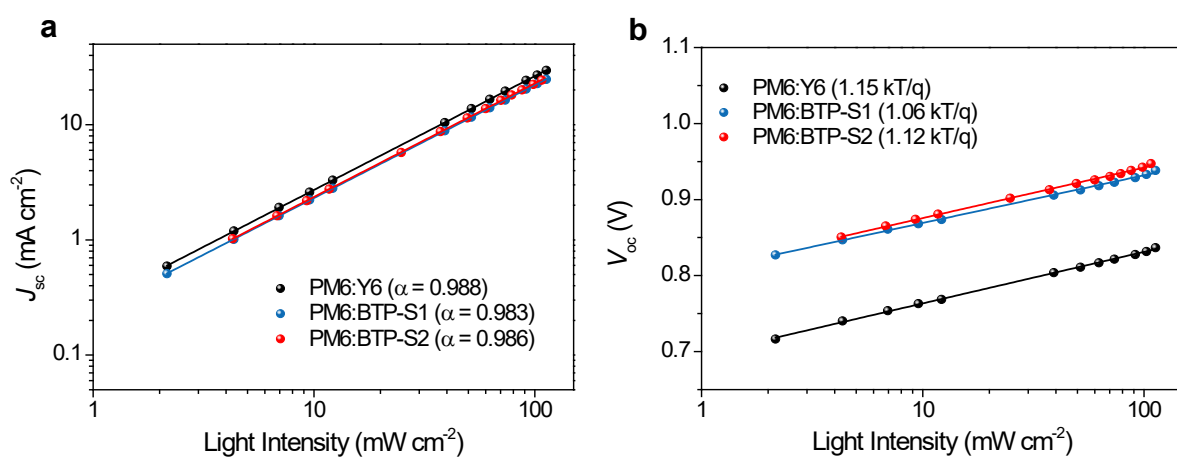 a
J_sc (mA cm⁻²)
10
1
0.1
PM6:Y6 (α = 0.988)
PM6:BTP-S1 (α = 0.983)
PM6:BTP-S2 (α = 0.986)
1
10
100
Light Intensity (mW cm⁻²)
b
V_oc (V)
1.1
1.0
0.9
0.8
0.7
PM6:Y6 (1.15 kT/q)
PM6:BTP-S1 (1.06 kT/q)
PM6:BTP-S2 (1.12 kT/q)
1
10
100
Light Intensity (mW cm⁻²)